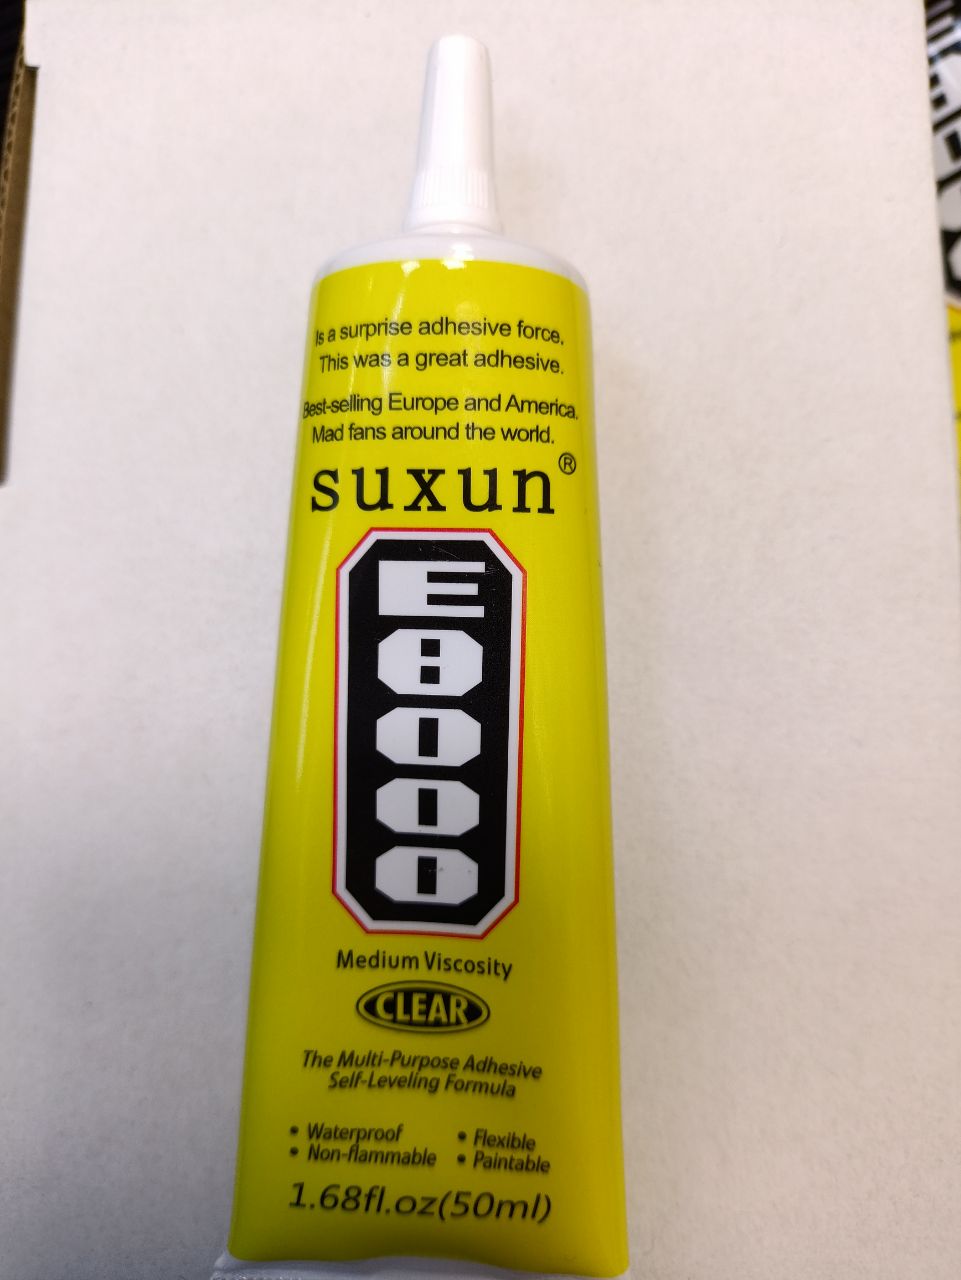 Is a surprise adhesive force.
This was a great adhesive.
Best-selling Europe and America.
Mad fans around the world.
suxun®
E8000
Medium Viscosity
CLEAR
The Multi-Purpose Adhesive
Self-Leveling Formula
• Waterproof • Flexible
• Non-flammable • Paintable
1.68fl.oz(50ml)